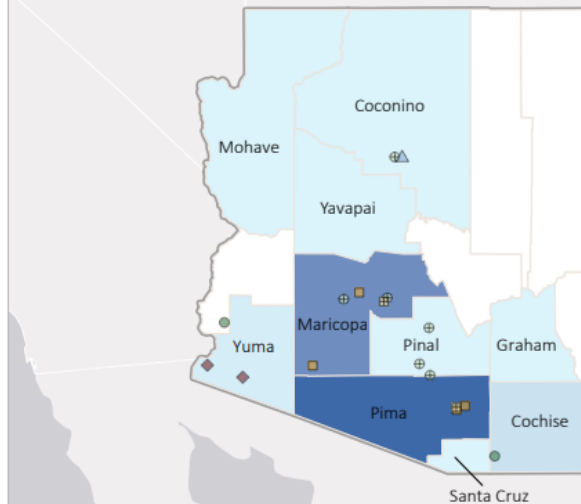 Coconino
Mohave
Yavapai
Maricopa
Yuma
Pinal
Graham
Pima
Cochise
Santa Cruz